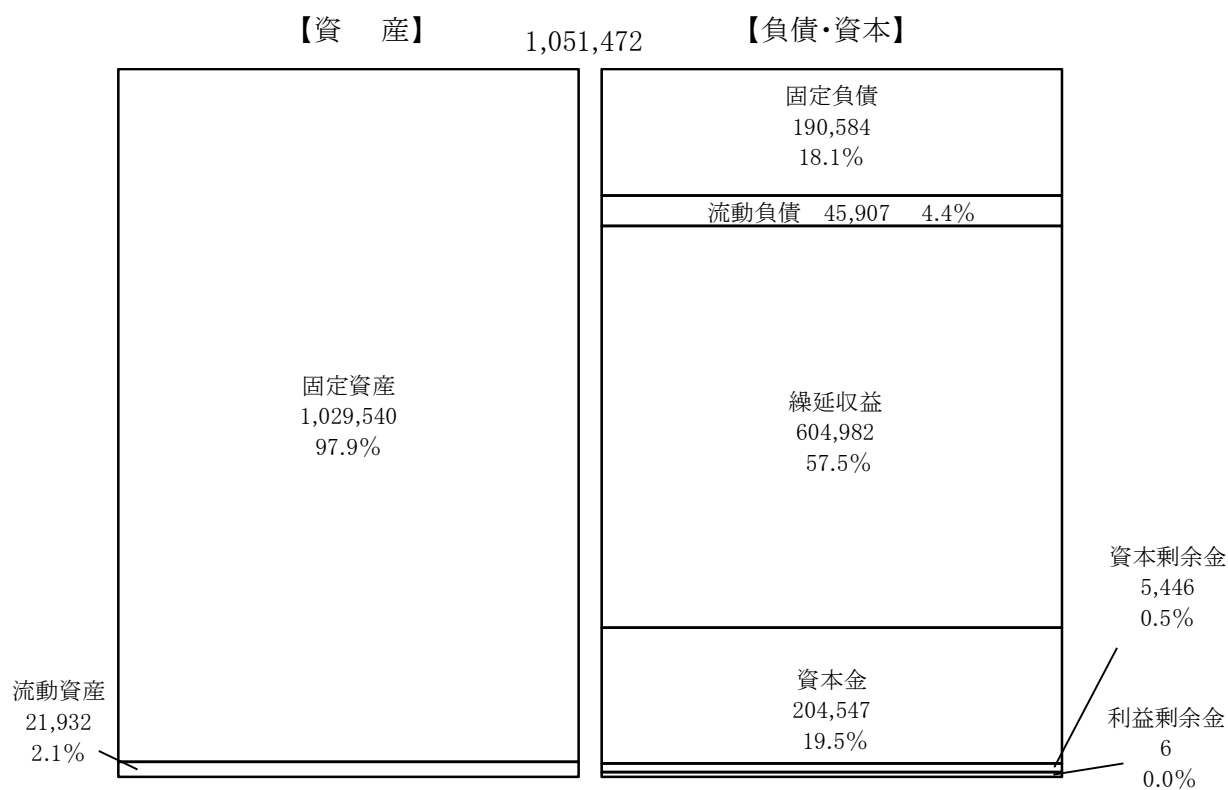 【資　産】
1,051,472
【負債・資本】
固定資産
1,029,540
97.9%
流動資産
21,932
2.1%
固定負債
190,584
18.1%
流動負債　45,907　4.4%
繰延収益
604,982
57.5%
資本金
204,547
19.5%
資本剰余金
5,446
0.5%
利益剰余金
6
0.0%